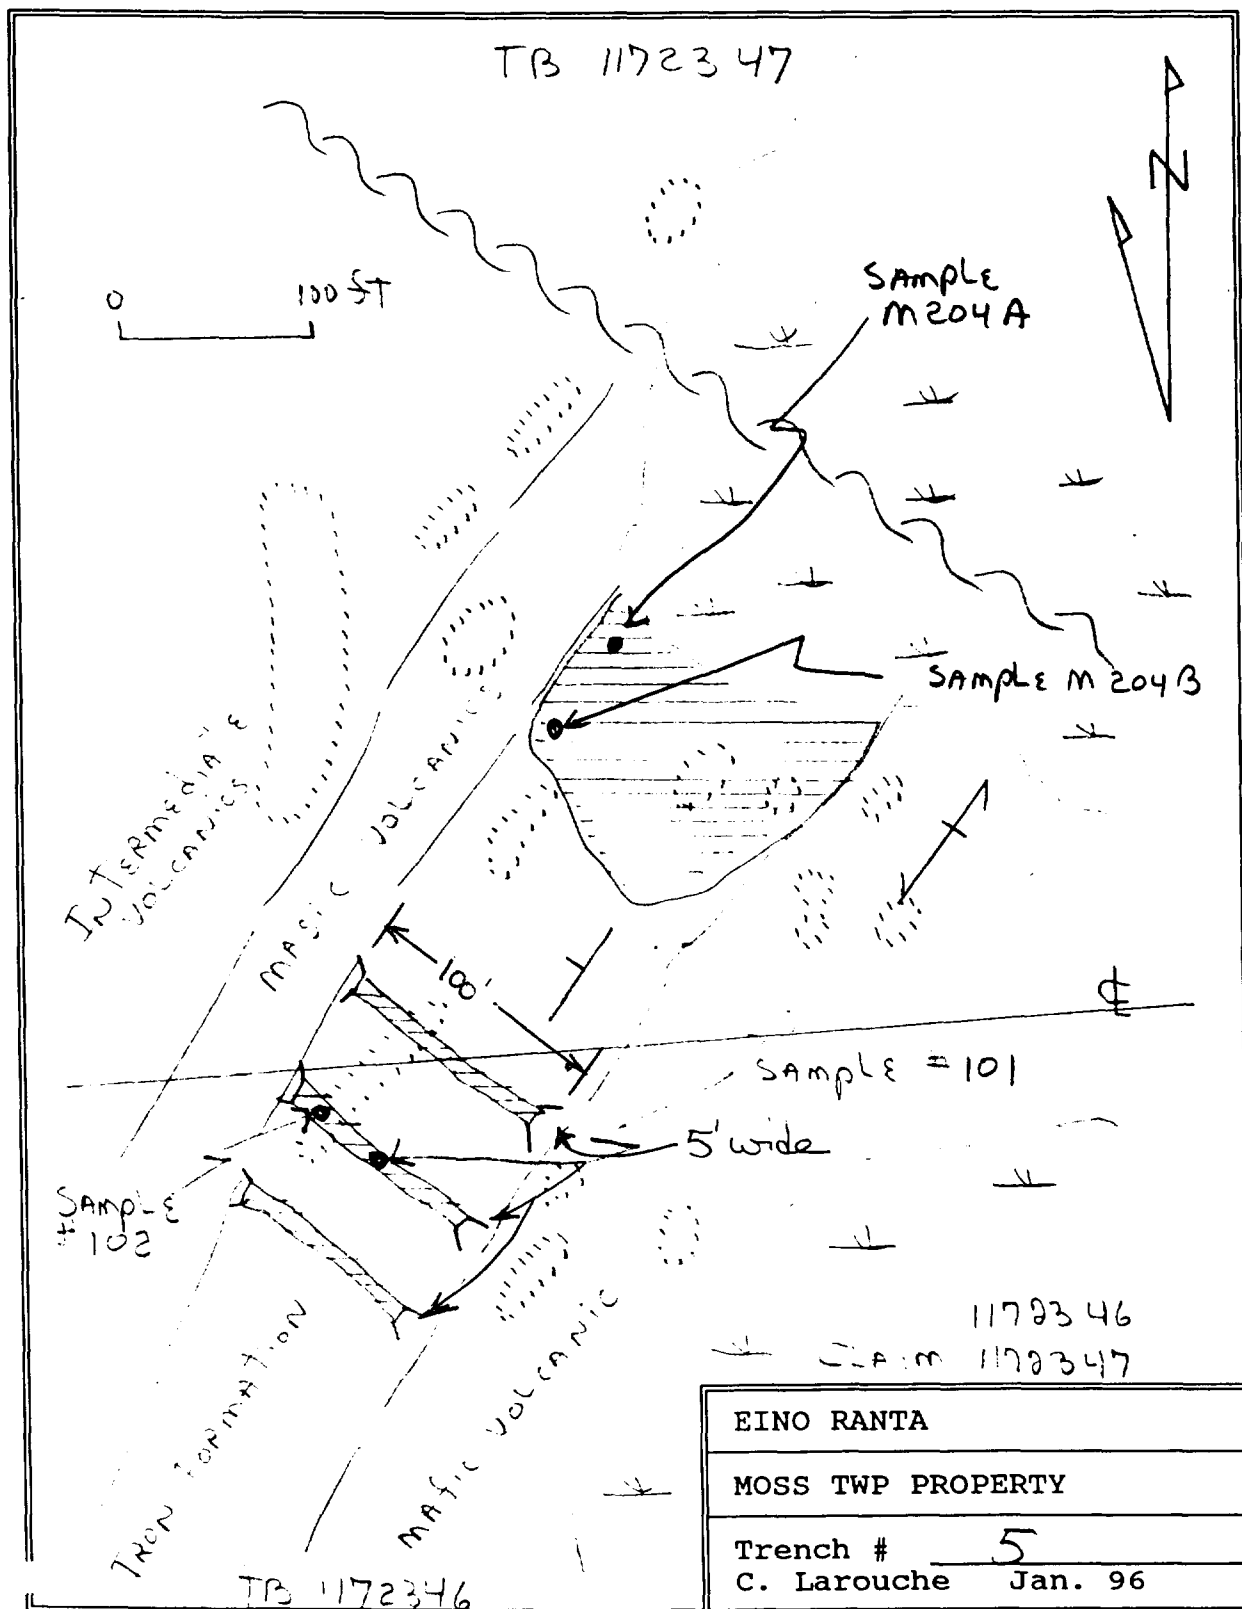 TB 1172347
N
0 100 FT
SAMPLE
M204A
SAMPLE M204B
INTERMEDIATE
VOLCANICS
MAFIC VOLCANICS
100'
℄
SAMPLE # 101
5' wide
SAMPLE
# 102
IRON FORMATION
MAFIC VOLCANIC
1172346
CLAIM 1172347
TB 1172346
EINO RANTA
MOSS TWP PROPERTY
Trench # 5
C. Larouche Jan. 96